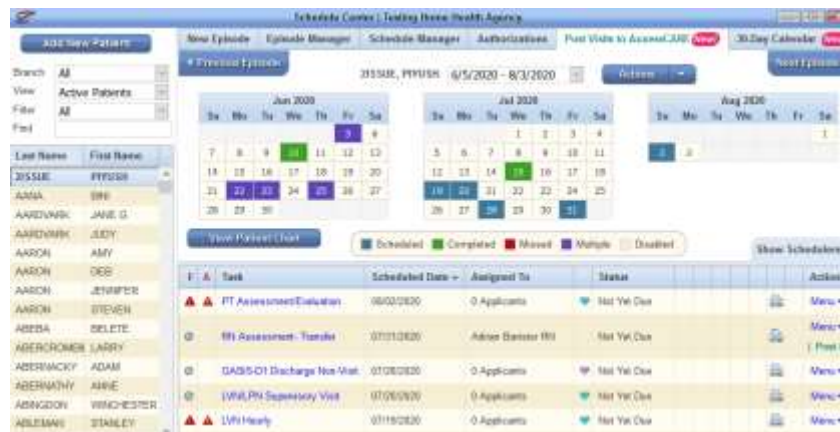 Schedule Center | Testing Home Health Agency
Add New Patient
New Episode Episode Manager Schedule Manager Authorizations Post Visits to AccessCARE New! 30-Day Calendar
Previous Episode
Next Episode
Branch All
6/5/2020 - 8/3/2020 Actions
View Active Patients
Filter All
Find
Jun 2020 Jul 2020 Aug 2020
Su Mo Tu We Th Fr Sa Su Mo Tu We Th Fr Sa Su Mo Tu We Th Fr Sa
5 6 1 2 3 4 1
7 8 9 10 11 12 13 5 6 7 8 9 10 11 2 3
14 15 16 17 18 19 20 12 13 14 15 16 17 18
21 22 23 24 25 26 27 19 20 21 22 23 24 25
28 29 30 26 27 28 29 30 31
View Patient Chart
Scheduled Completed Missed Multiple Disabled
Show Schedulers
Last Name First Name
PIYUSH
AANA
AARDVARK JANE G
AARDVARK JUDY
AARON AMY
AARON DEB
AARON JENNIFER
AARON STEVEN
ABEBA BELETE
LARRY
ABERNACKY ADAM
ABERNATHY ANNE
ABINGDON WINCHESTER
ABLEMAN STANLEY
Task Scheduled Date Assigned To Status Action
PT Assessment/Evaluation 08/02/2020 0 Applicants Not Yet Due Menu
RN Assessment- Transfer 07/31/2020 RN Not Yet Due Menu
OASIS-D1 Discharge Non-Visit 07/28/2020 0 Applicants Not Yet Due Menu
LVN/LPN Supervisory Visit 07/20/2020 0 Applicants Not Yet Due Menu
LVN Hourly 07/19/2020 0 Applicants Not Yet Due Menu